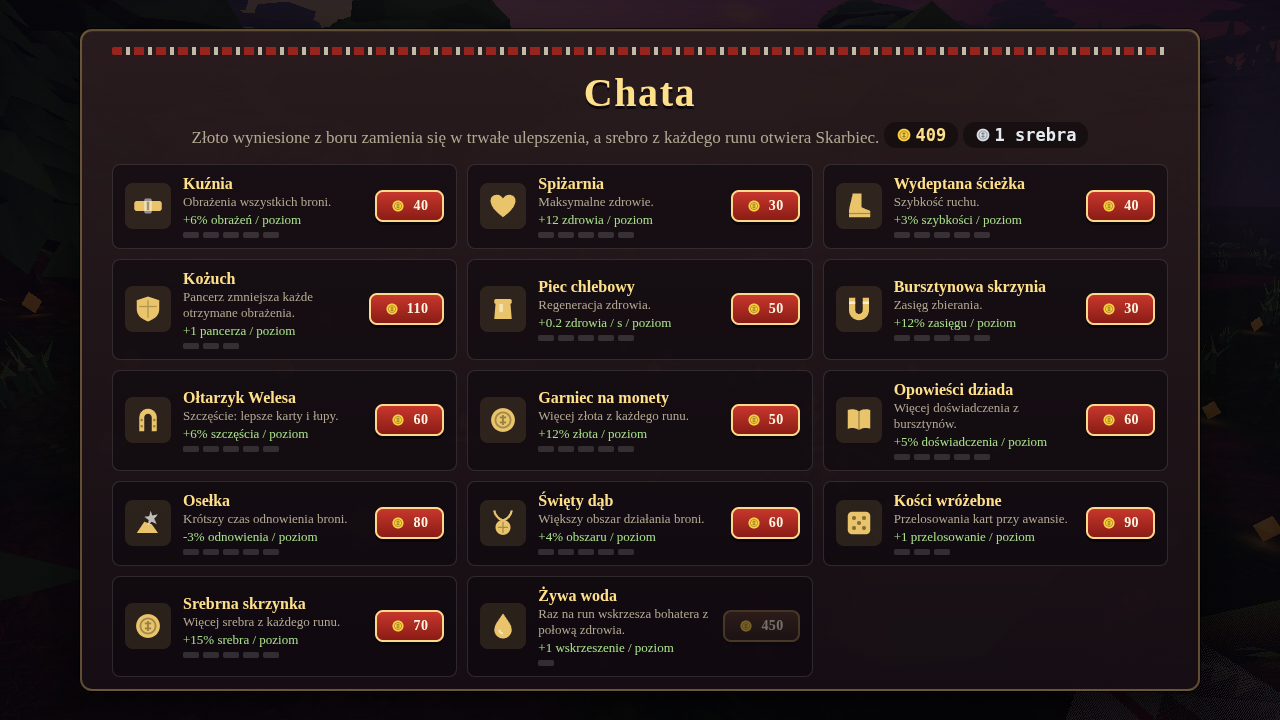 Chata
Złoto wyniesione z boru zamienia się w trwałe ulepszenia, a srebro z każdego runu otwiera Skarbiec. 409 1 srebra
Kuźnia
Obrażenia wszystkich broni.
+6% obrażeń / poziom
40
Spiżarnia
Maksymalne zdrowie.
+12 zdrowia / poziom
30
Wydeptana ścieżka
Szybkość ruchu.
+3% szybkości / poziom
40
Kożuch
Pancerz zmniejsza każde
otrzymane obrażenia.
+1 pancerza / poziom
110
Piec chlebowy
Regeneracja zdrowia.
+0.2 zdrowia / s / poziom
50
Bursztynowa skrzynia
Zasięg zbierania.
+12% zasięgu / poziom
30
Ołtarzyk Welesa
Szczęście: lepsze karty i łupy.
+6% szczęścia / poziom
60
Garniec na monety
Więcej złota z każdego runu.
+12% złota / poziom
50
Opowieści dziada
Więcej doświadczenia z
bursztynów.
+5% doświadczenia / poziom
60
Osełka
Krótszy czas odnowienia broni.
-3% odnowienia / poziom
80
Święty dąb
Większy obszar działania broni.
+4% obszaru / poziom
60
Kości wróżebne
Przelosowania kart przy awansie.
+1 przelosowanie / poziom
90
Srebrna skrzynka
Więcej srebra z każdego runu.
+15% srebra / poziom
70
Żywa woda
Raz na run wskrzesza bohatera z
połową zdrowia.
+1 wskrzeszenie / poziom
450